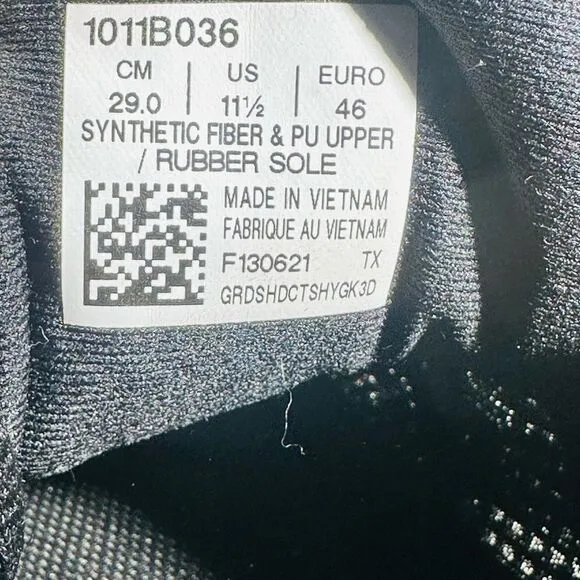 1011B036
CM | US | EURO
29.0 | 11½ | 46
SYNTHETIC FIBER & PU UPPER
/ RUBBER SOLE
MADE IN VIETNAM
FABRIQUE AU VIETNAM
F130621 TX
GRDSHDCTSHYGK3D